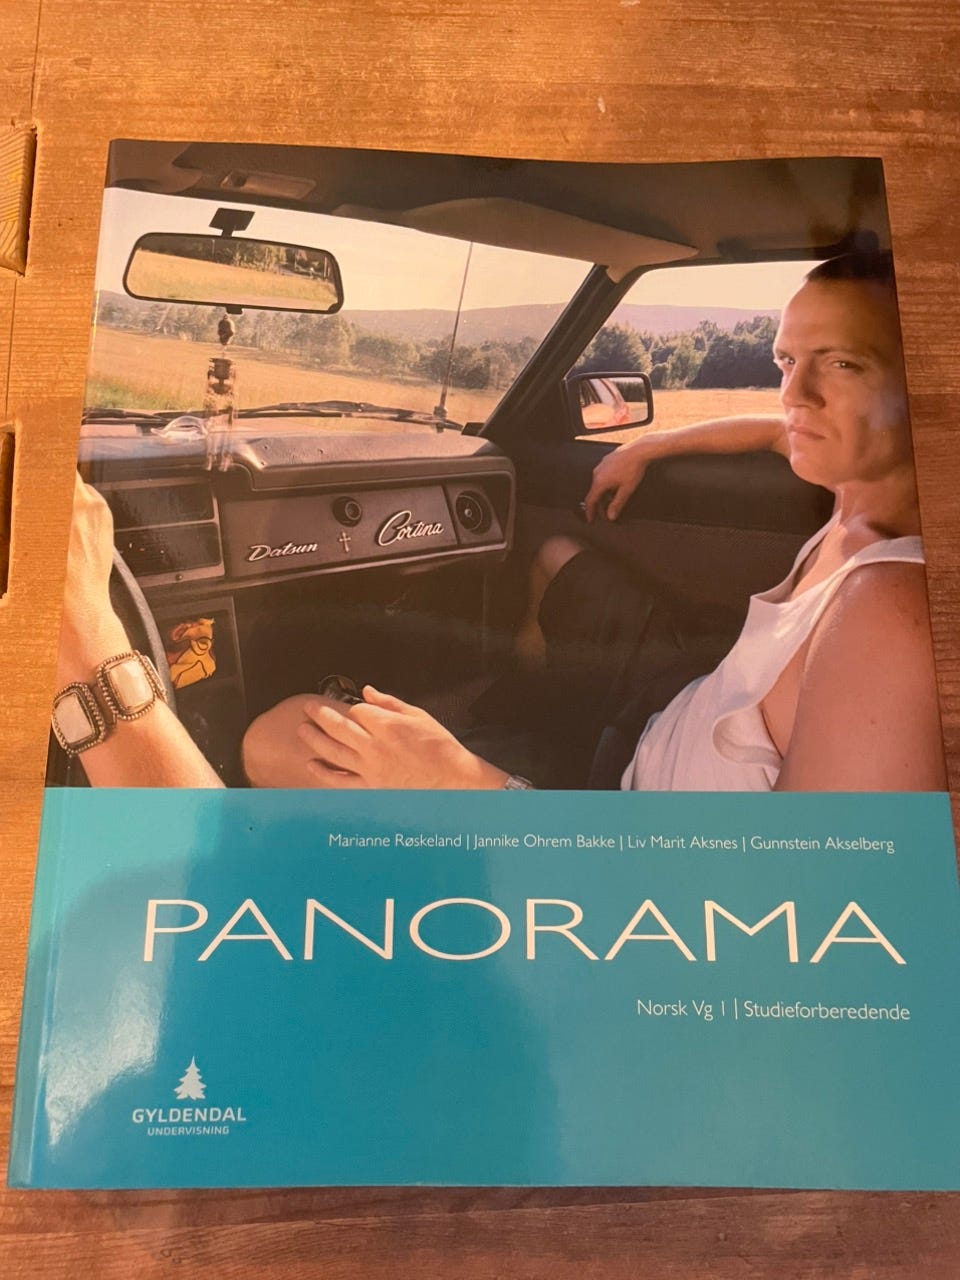 Datsun
Cortina
Marianne Røskeland | Jannike Ohrem Bakke | Liv Marit Aksnes | Gunnstein Akselberg
PANORAMA
Norsk Vg 1 | Studieforberedende
GYLDENDAL
UNDERVISNING